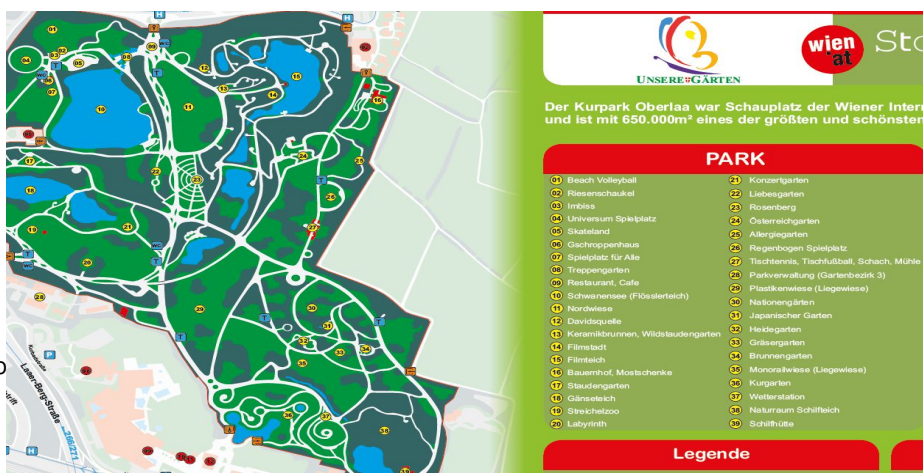 UNSERE GÄRTEN
wien
at
Sto
Der Kurpark Oberlaa war Schauplatz der Wiener Intern
und ist mit 650.000m² eines der größten und schönsten
PARK
01 Beach Volleyball
02 Riesenschaukel
03 Imbiss
04 Universum Spielplatz
05 Skateland
06 Gschroppenhaus
07 Spielplatz für Alle
08 Treppengarten
09 Restaurant, Cafe
10 Schwanensee (Flösslerteich)
11 Nordwiese
12 Davidsquelle
13 Keramikbrunnen, Wildstaudengarten
14 Filmstadt
15 Filmteich
16 Bauernhof, Mostschenke
17 Staudengarten
18 Gänseteich
19 Streichelzoo
20 Labyrinth
21 Konzertgarten
22 Liebesgarten
23 Rosenberg
24 Österreichgarten
25 Allergiegarten
26 Regenbogen Spielplatz
27 Tischtennis, Tischfußball, Schach, Mühle
28 Parkverwaltung (Gartenbezirk 3)
29 Plastikenwiese (Liegewiese)
30 Nationengärten
31 Japanischer Garten
32 Heidegarten
33 Gräsergarten
34 Brunnengarten
35 Monorailwiese (Liegewiese)
36 Kurgarten
37 Wetterstation
38 Naturraum Schilfteich
39 Schilfhütte
Legende
Laaer-Berg-Straße